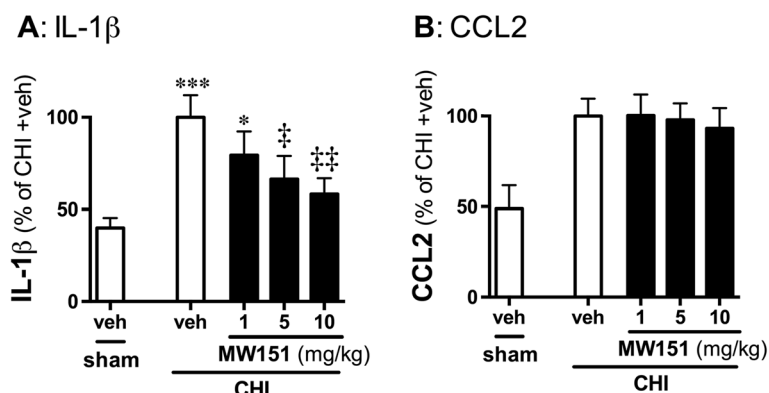 A: IL-1β
IL-1β (% of CHI +veh)
100
50
0
***
*
‡
‡‡
veh
veh
1
5
10
sham
MW151 (mg/kg)
CHI
B: CCL2
CCL2 (% of CHI +veh)
100
50
0
veh
veh
1
5
10
sham
MW151 (mg/kg)
CHI